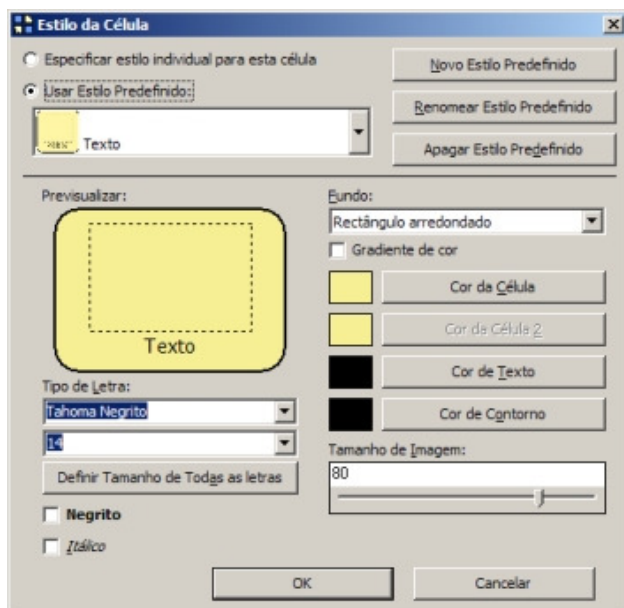 Estilo da Célula
Especificar estilo individual para esta célula
Usar Estilo Predefinido:
Texto
Novo Estilo Predefinido
Renomear Estilo Predefinido
Apagar Estilo Predefinido
Previsualizar:
Texto
Tipo de Letra:
Tahoma Negrito
14
Definir Tamanho de Todas as letras
Negrito
Itálico
Fundo:
Rectângulo arredondado
Gradiente de cor
Cor da Célula
Cor da Célula 2
Cor de Texto
Cor de Contorno
Tamanho de Imagem:
80
OK
Cancelar